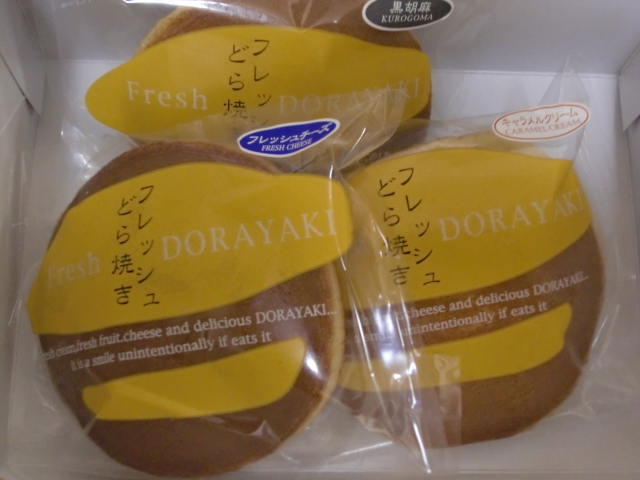 黒胡麻
KUROGOMA
フレッシ
どら焼
Fresh DORAYAKI
フレッシュチーズ
FRESH CHEESE
キャラメルクリーム
CARAMELCREAM
フレッシュ
どら焼き
Fresh DORAYAKI
fresh cream,fresh fruit.cheese and delicious DORAYAKI...
It is a smile unintentionally if eats it
フレッシュ
どら焼き
DORAYAKI
cheese and delicious DORAYAKI...
unintentionally if eats it